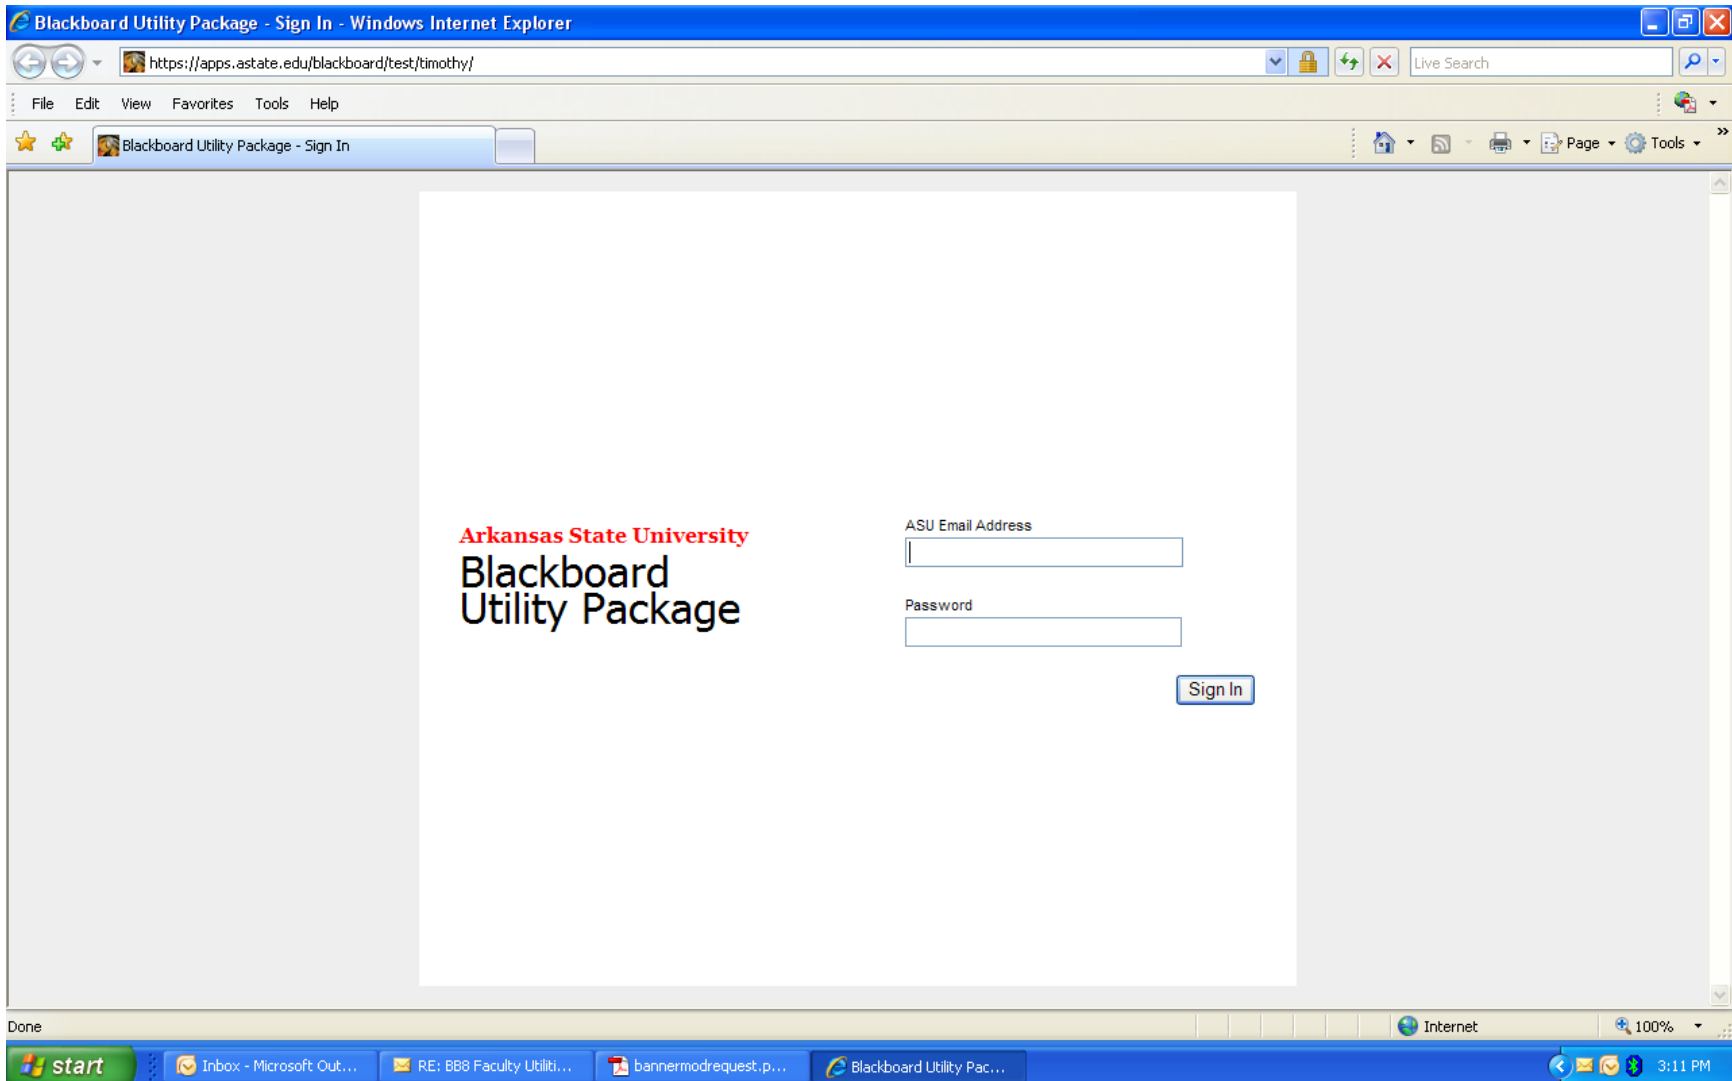 Blackboard Utility Package - Sign In - Windows Internet Explorer
https://apps.astate.edu/blackboard/test/timothy/
Live Search
File Edit View Favorites Tools Help
Blackboard Utility Package - Sign In
Page Tools »
Arkansas State University
Blackboard
Utility Package
ASU Email Address
Password
Sign In
Done
Internet
100%
start
Inbox - Microsoft Out...
RE: BB8 Faculty Utiliti...
bannermodrequest.p...
Blackboard Utility Pac...
3:11 PM